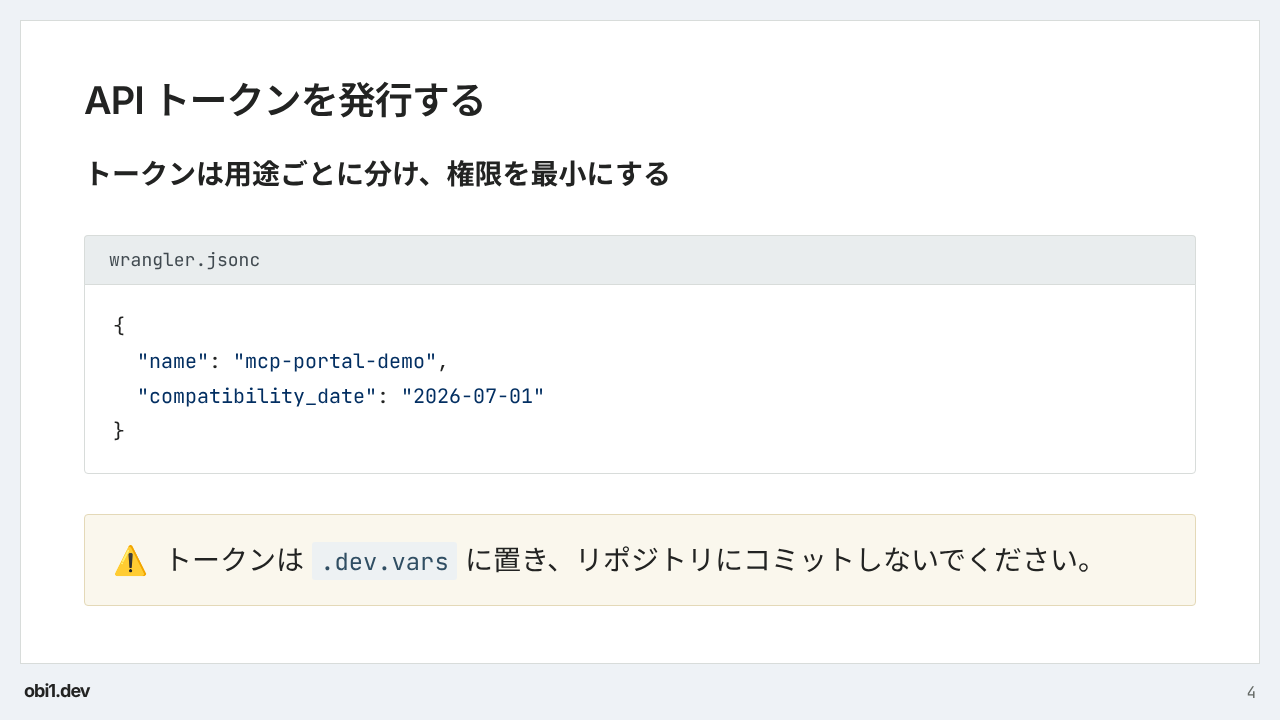 API トークンを発行する
トークンは用途ごとに分け、権限を最小にする
wrangler.jsonc
{
  "name": "mcp-portal-demo",
  "compatibility_date": "2026-07-01"
}
⚠️ トークンは .dev.vars に置き、リポジトリにコミットしないでください。
obi1.dev
4